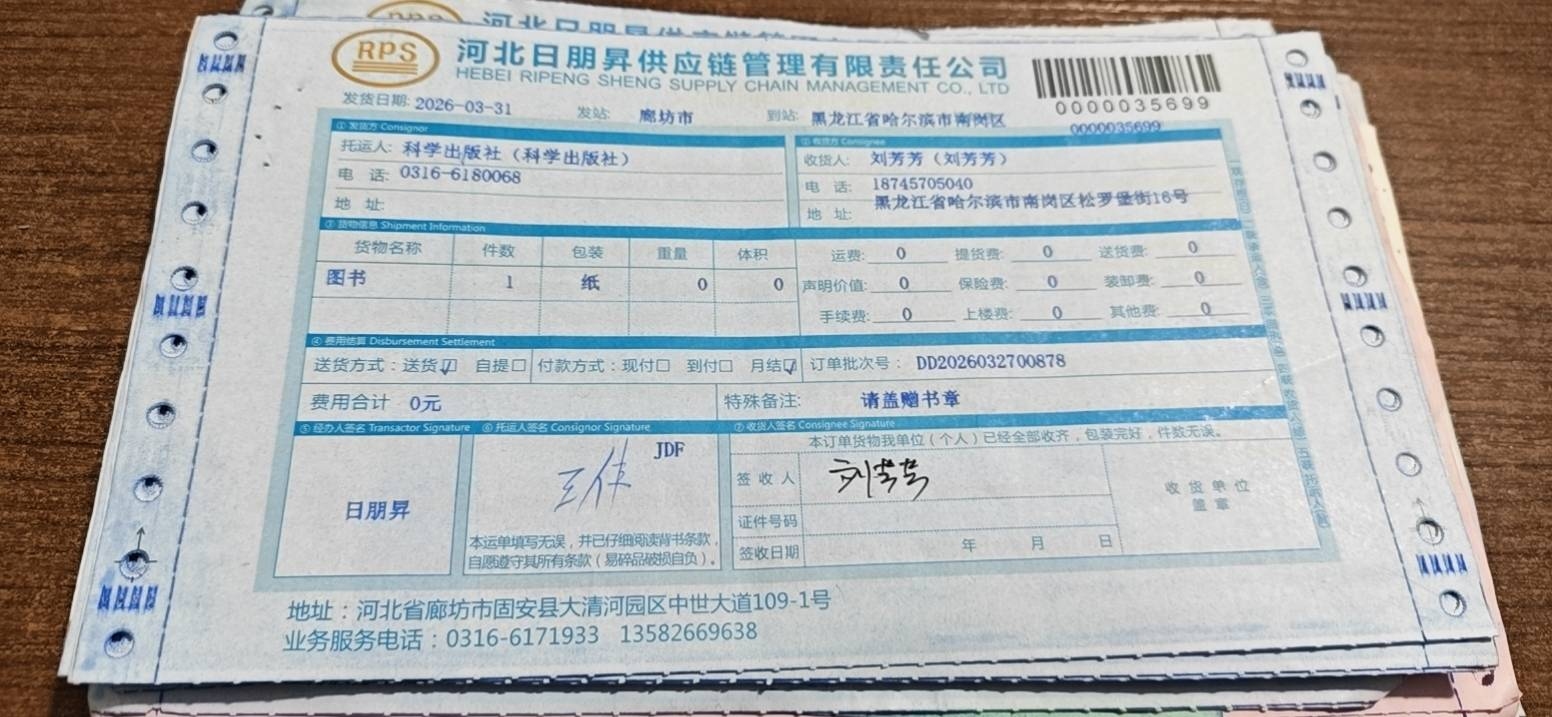 RPS
河北日朋昇供应链管理有限责任公司
HEBEI RIPENG SHENG SUPPLY CHAIN MANAGEMENT CO., LTD
0000035699
发货日期: 2026-03-31 发站: 廊坊市 到站: 黑龙江省哈尔滨市南岗区 0000035699
① 发货方 Consignor
② 收货方 Consignee
托运人: 科学出版社（科学出版社） 收货人: 刘芳芳（刘芳芳）
电 话: 0316-6180068 电 话: 18745705040
地 址: 地 址: 黑龙江省哈尔滨市南岗区松罗堡街16号
③ 货物信息 Shipment Information
货物名称 件数 包装 重量 体积 运费: 0 提货费: 0 送货费: 0
图书 1 纸 0 0 声明价值: 0 保险费: 0 装卸费: 0
手续费: 0 上楼费: 0 其他费: 0
④ 费用结算 Disbursement Settlement
送货方式：送货☑ 自提☐ 付款方式：现付☐ 到付☐ 月结☑ 订单批次号： DD2026032700878
费用合计 0元 特殊备注: 请盖赠书章
⑤ 经办人签名 Transactor Signature ⑥ 托运人签名 Consignor Signature ⑦ 收货人签名 Consignee Signature
本订单货物我单位（个人）已经全部收齐，包装完好，件数无误。
日朋昇
JDF
王伟
本运单填写无误，并已仔细阅读背书条款，
自愿遵守其所有条款（易碎品破损自负）。
签 收 人 刘芳芳
证件号码
签收日期 年 月 日
收 货 单 位
盖 章
地址：河北省廊坊市固安县大清河园区中世大道109-1号
业务服务电话：0316-6171933 13582669638